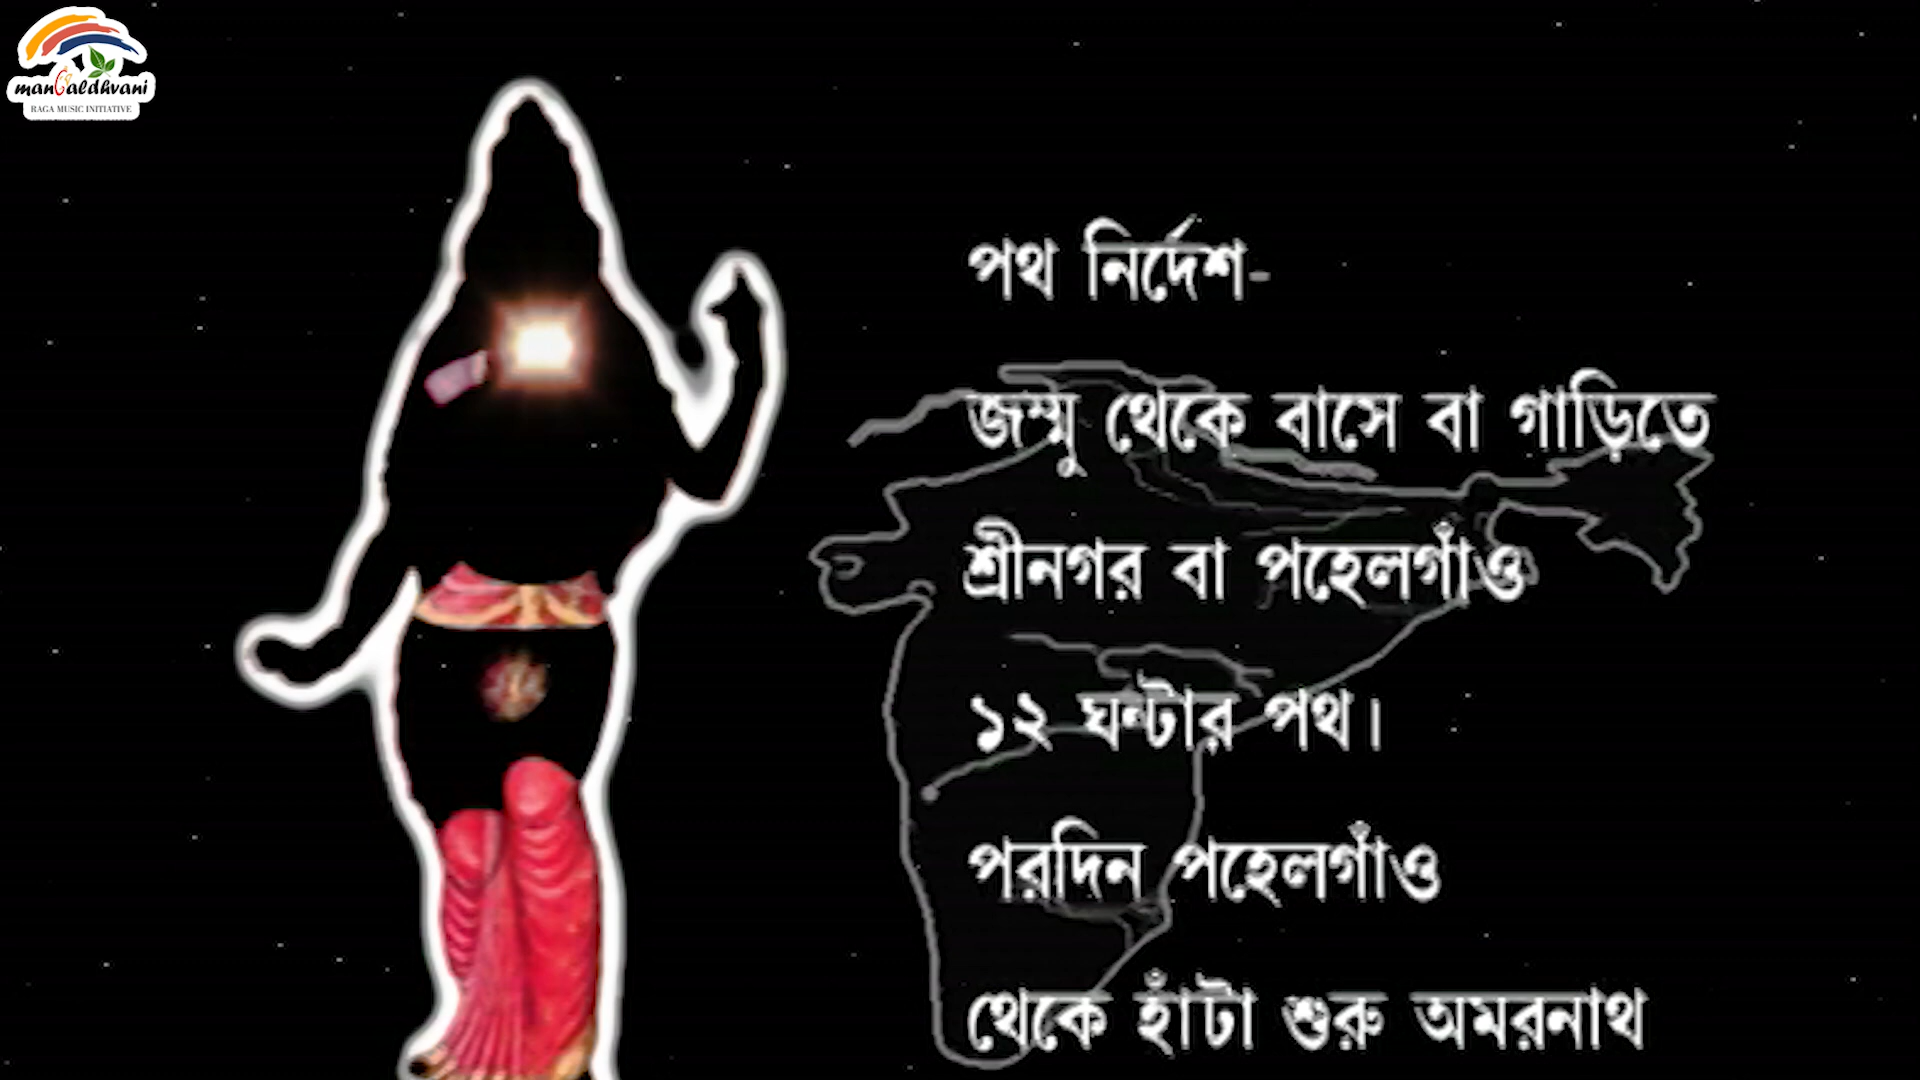 manGaldhvani
RAGA MUSIC INITIATIVE
পথ নির্দেশ-
জম্মু থেকে বাসে বা গাড়িতে
শ্রীনগর বা পহেলগাঁও
১২ ঘন্টার পথ।
পরদিন পহেলগাঁও
থেকে হাঁটা শুরু অমরনাথ